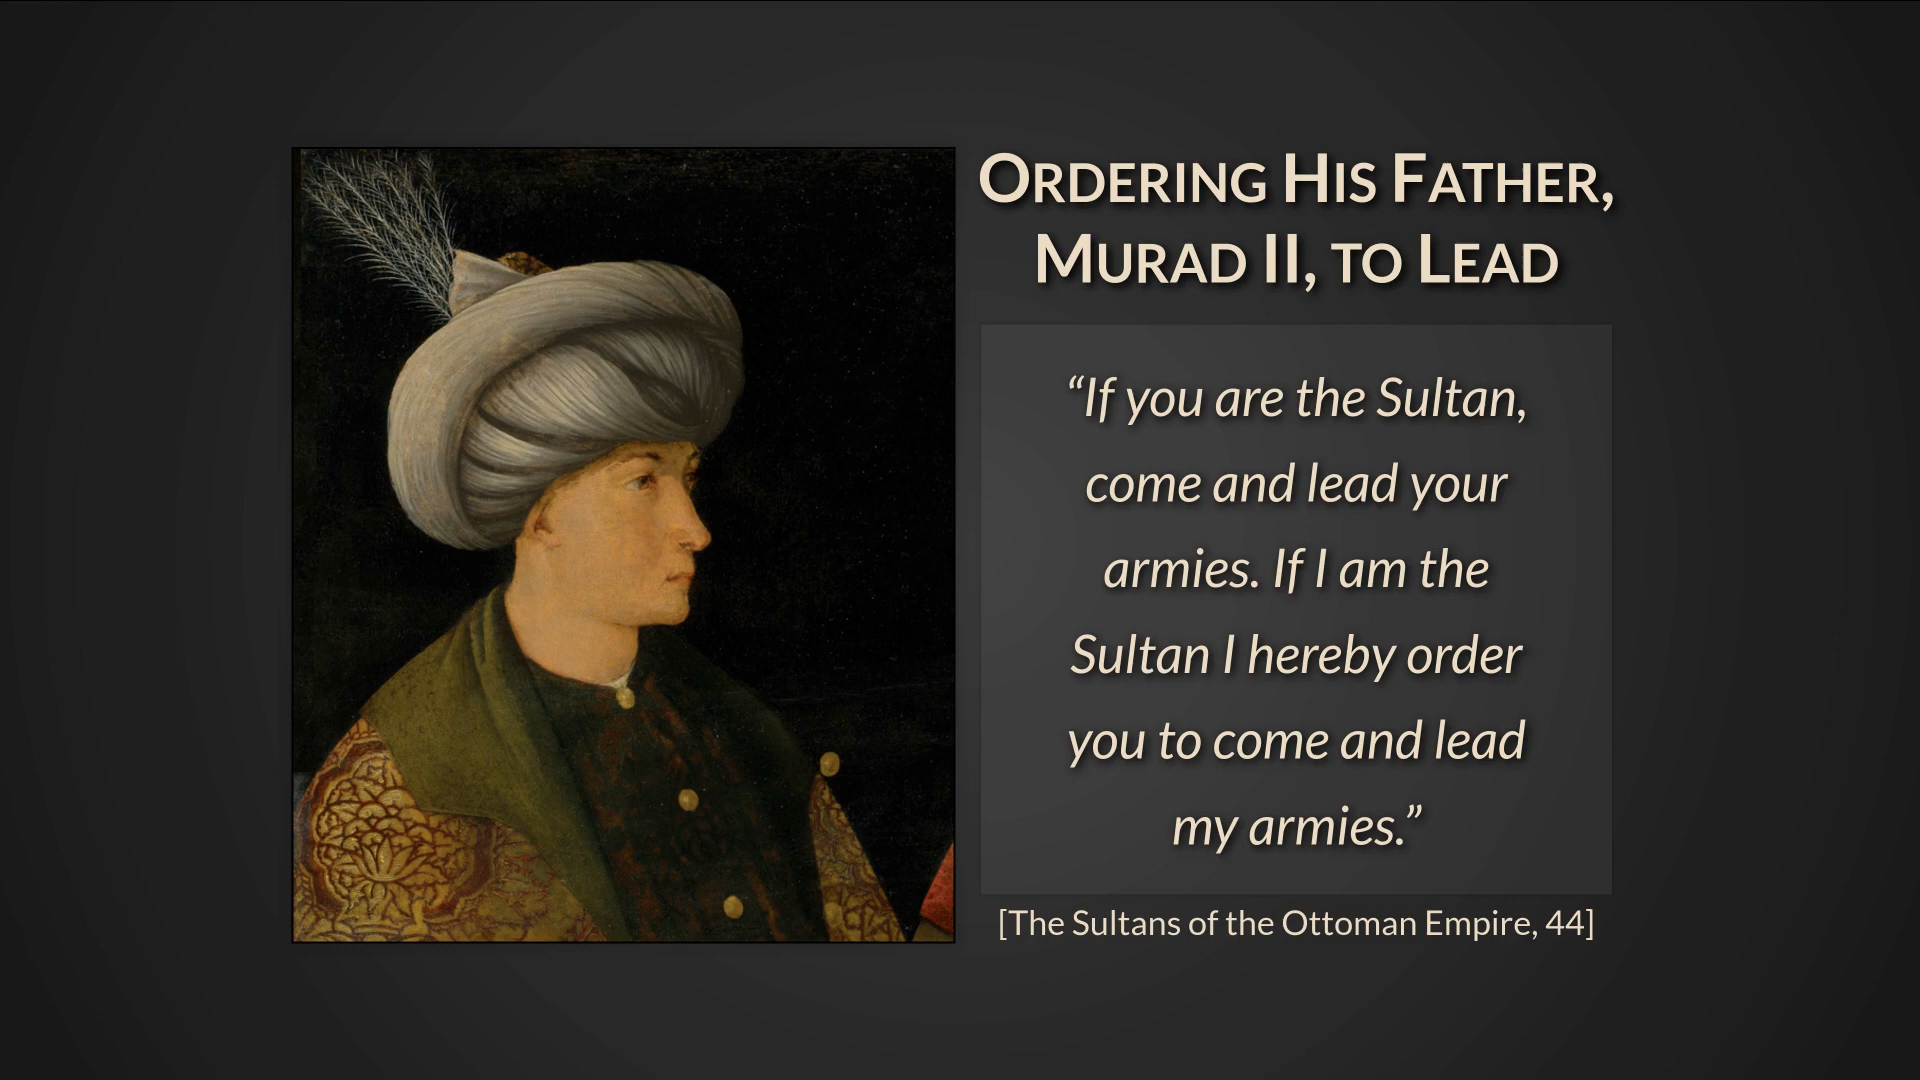 Ordering His Father,
Murad II, to Lead
“If you are the Sultan,
come and lead your
armies. If I am the
Sultan I hereby order
you to come and lead
my armies.”
[The Sultans of the Ottoman Empire, 44]